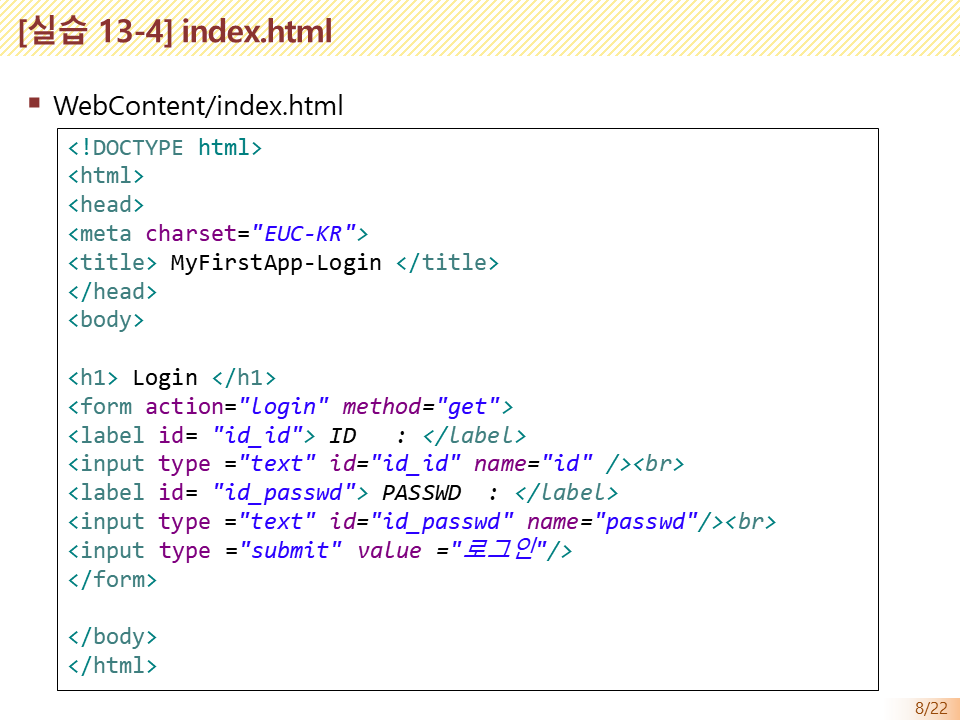 [실습 13-4] index.html
WebContent/index.html
<!DOCTYPE html>
<html>
<head>
<meta charset="EUC-KR">
<title> MyFirstApp-Login </title>
</head>
<body>
<h1> Login </h1>
<form action="login" method="get">
<label id= "id_id"> ID   : </label>
<input type ="text" id="id_id" name="id" /><br>
<label id= "id_passwd"> PASSWD  : </label>
<input type ="text" id="id_passwd" name="passwd"/><br>
<input type ="submit" value ="로그인"/>
</form>
</body>
</html>
8/22